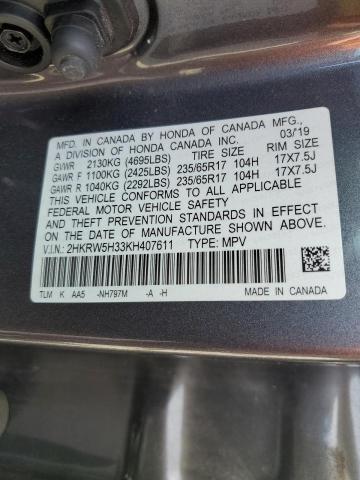 MFD. IN CANADA BY HONDA OF CANADA MFG.,
A DIVISION OF HONDA CANADA INC. 03/19
GVWR 2130KG (4695LBS) TIRE SIZE RIM SIZE
GAWR F 1100KG (2425LBS) 235/65R17 104H 17X7.5J
GAWR R 1040KG (2292LBS) 235/65R17 104H 17X7.5J
THIS VEHICLE CONFORMS TO ALL APPLICABLE
FEDERAL MOTOR VEHICLE SAFETY
AND THEFT PREVENTION STANDARDS IN EFFECT
ON THE DATE OF MANUFACTURE SHOWN ABOVE.
V.I.N.: 2HKRW5H33KH407611 TYPE: MPV
TLM K AA5 -NH797M -A -H MADE IN CANADA